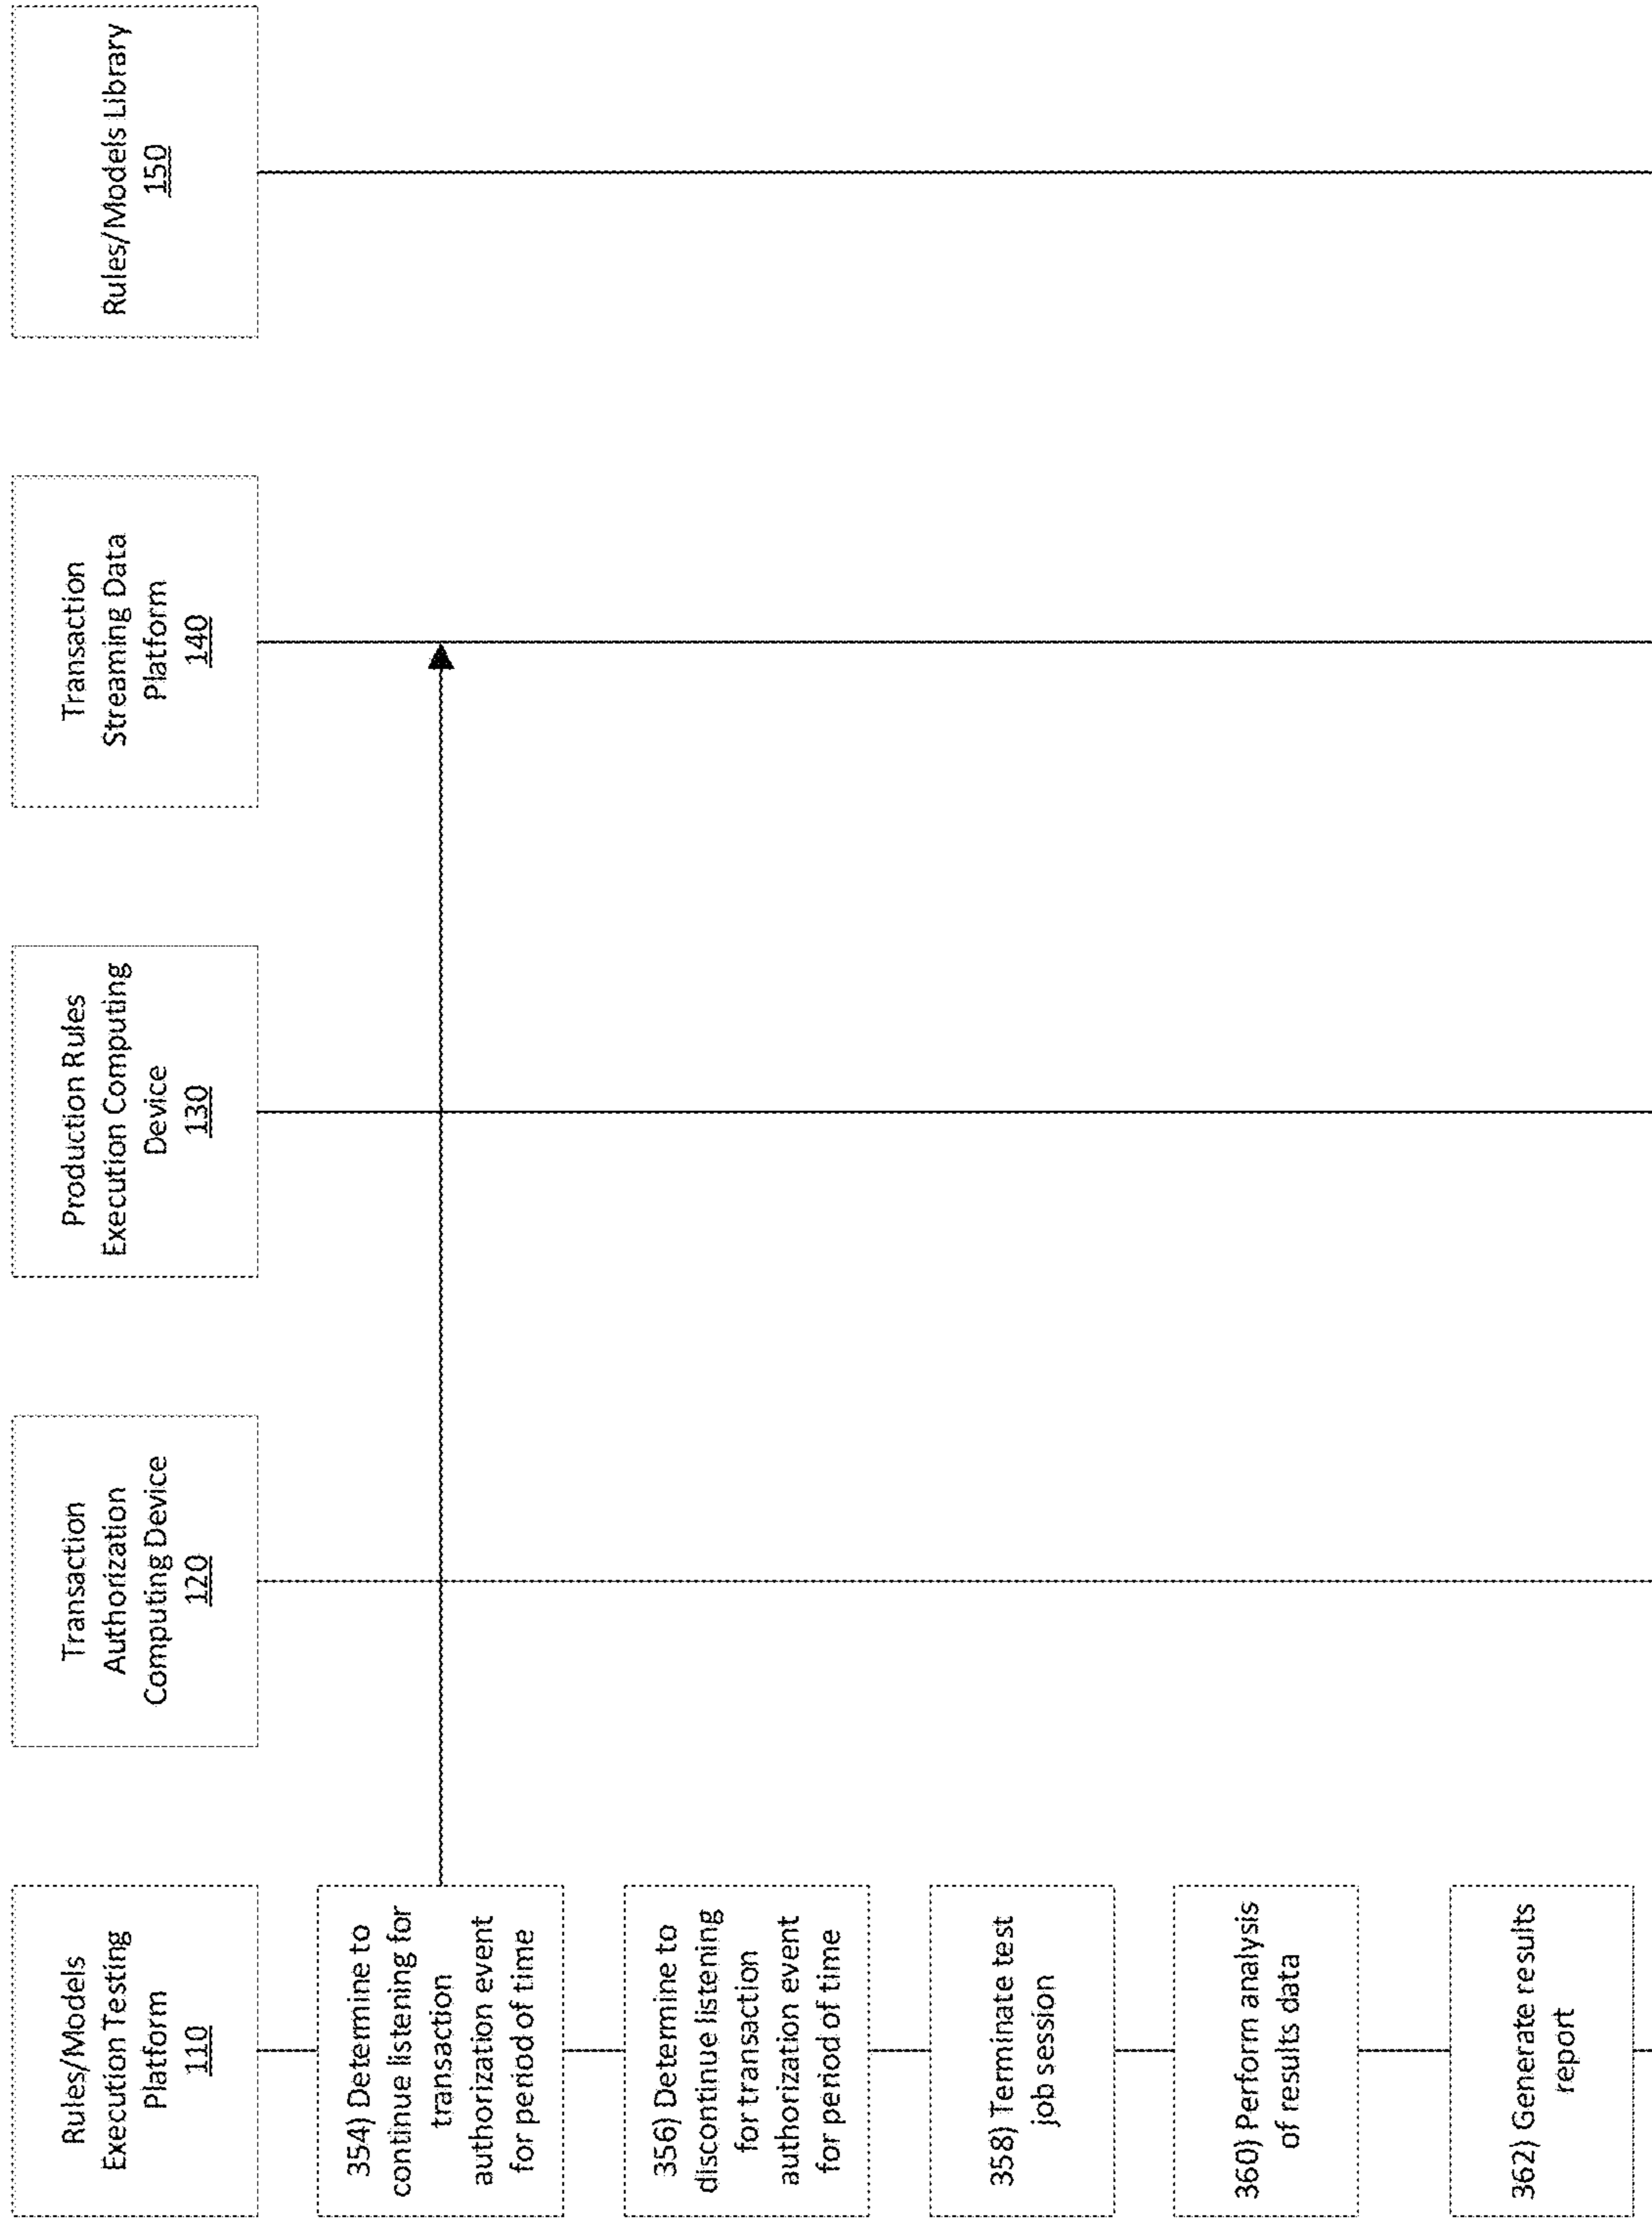 Rules/Models
Execution Testing
Platform
110
Transaction
Authorization
Computing Device
120
Production Rules
Execution Computing
Device
130
Transaction
Streaming Data
Platform
140
Rules/Models Library
150
354) Determine to
continue listening for
transaction
authorization event
for period of time
356) Determine to
discontinue listening
for transaction
authorization event
for period of time
358) Terminate test
job session
360) Perform analysis
of results data
362) Generate results
report